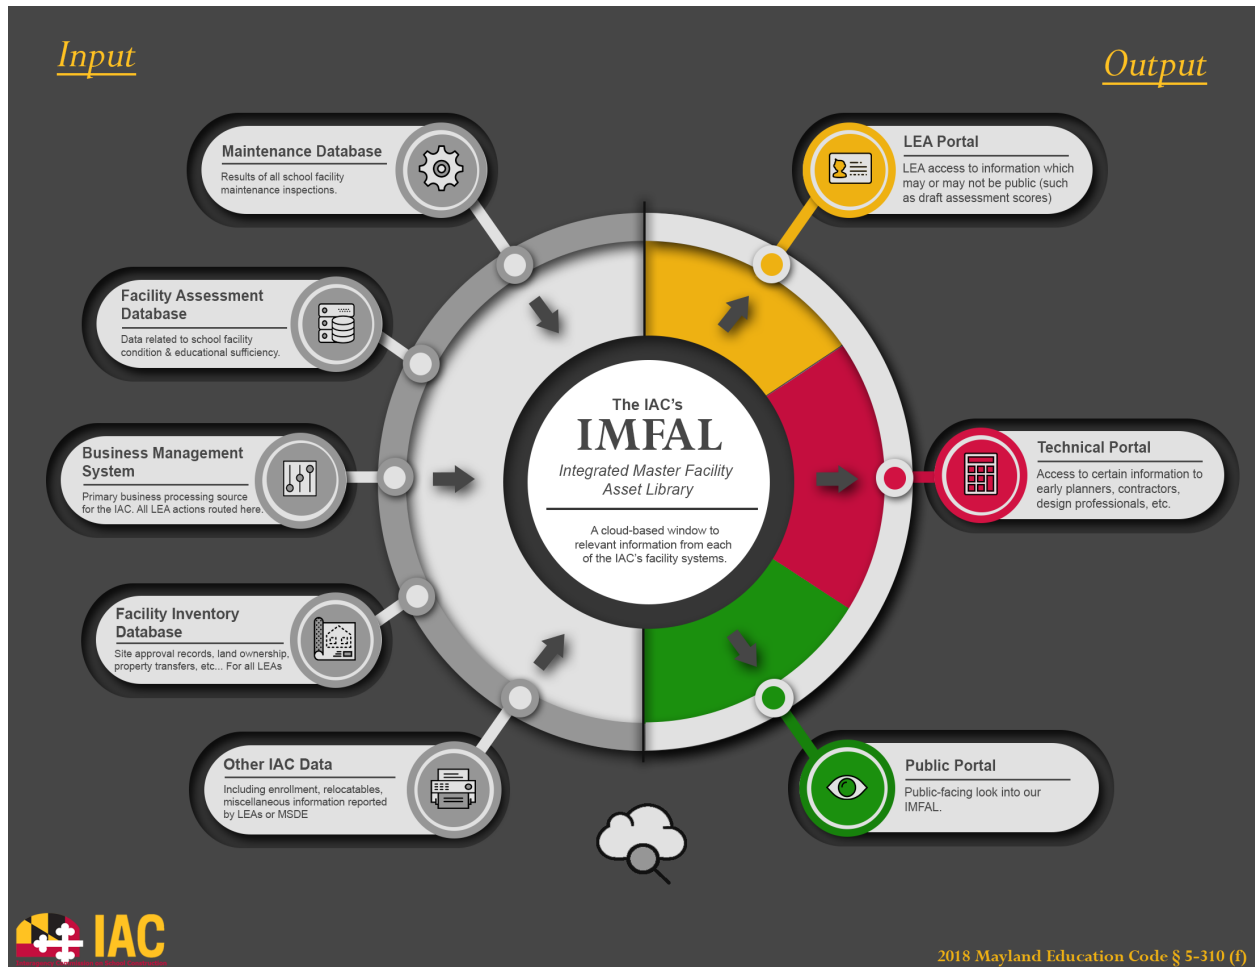 Input
Output
Maintenance Database
Results of all school facility
maintenance inspections.
Facility Assessment
Database
Data related to school facility
condition & educational sufficiency.
Business Management
System
Primary business processing source
for the IAC. All LEA actions routed here.
Facility Inventory
Database
Site approval records, land ownership,
property transfers, etc... For all LEAs
Other IAC Data
Including enrollment, relocatables,
miscellaneous information reported
by LEAs or MSDE
The IAC's
IMFAL
Integrated Master Facility
Asset Library
A cloud-based window to
relevant information from each
of the IAC's facility systems.
LEA Portal
LEA access to information which
may or may not be public (such
as draft assessment scores)
Technical Portal
Access to certain information to
early planners, contractors,
design professionals, etc.
Public Portal
Public-facing look into our
IMFAL.
IAC
2018 Mayland Education Code § 5-310 (f)